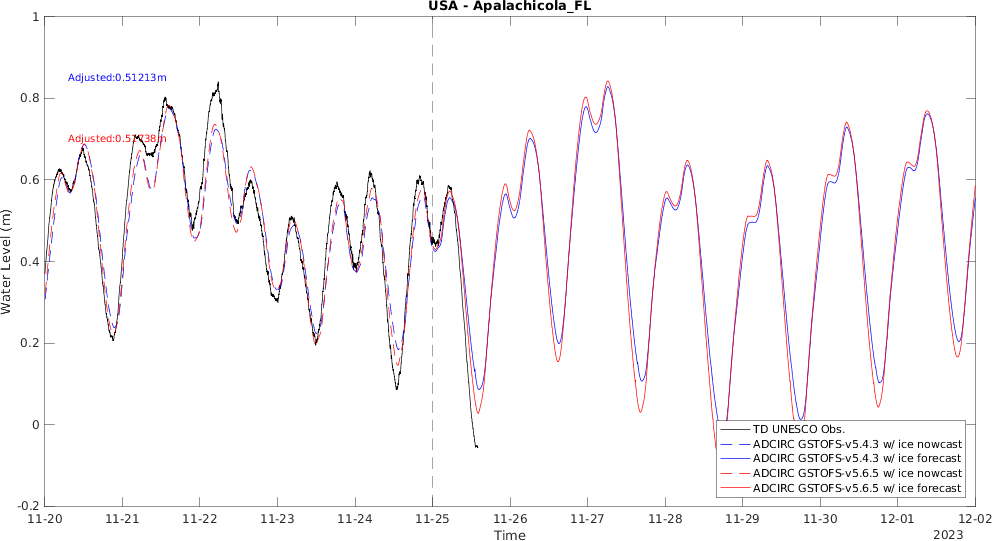 USA - Apalachicola_FL
1
Adjusted:0.51213m
0.8
Adjusted:0.51738m
0.6
0.4
0.2
0
-0.2
Water Level (m)
TD UNESCO Obs.
ADCIRC GSTOFS-v5.4.3 w/ ice nowcast
ADCIRC GSTOFS-v5.4.3 w/ ice forecast
ADCIRC GSTOFS-v5.6.5 w/ ice nowcast
ADCIRC GSTOFS-v5.6.5 w/ ice forecast
11-20 11-21 11-22 11-23 11-24 11-25 11-26 11-27 11-28 11-29 11-30 12-01 12-02
Time
2023